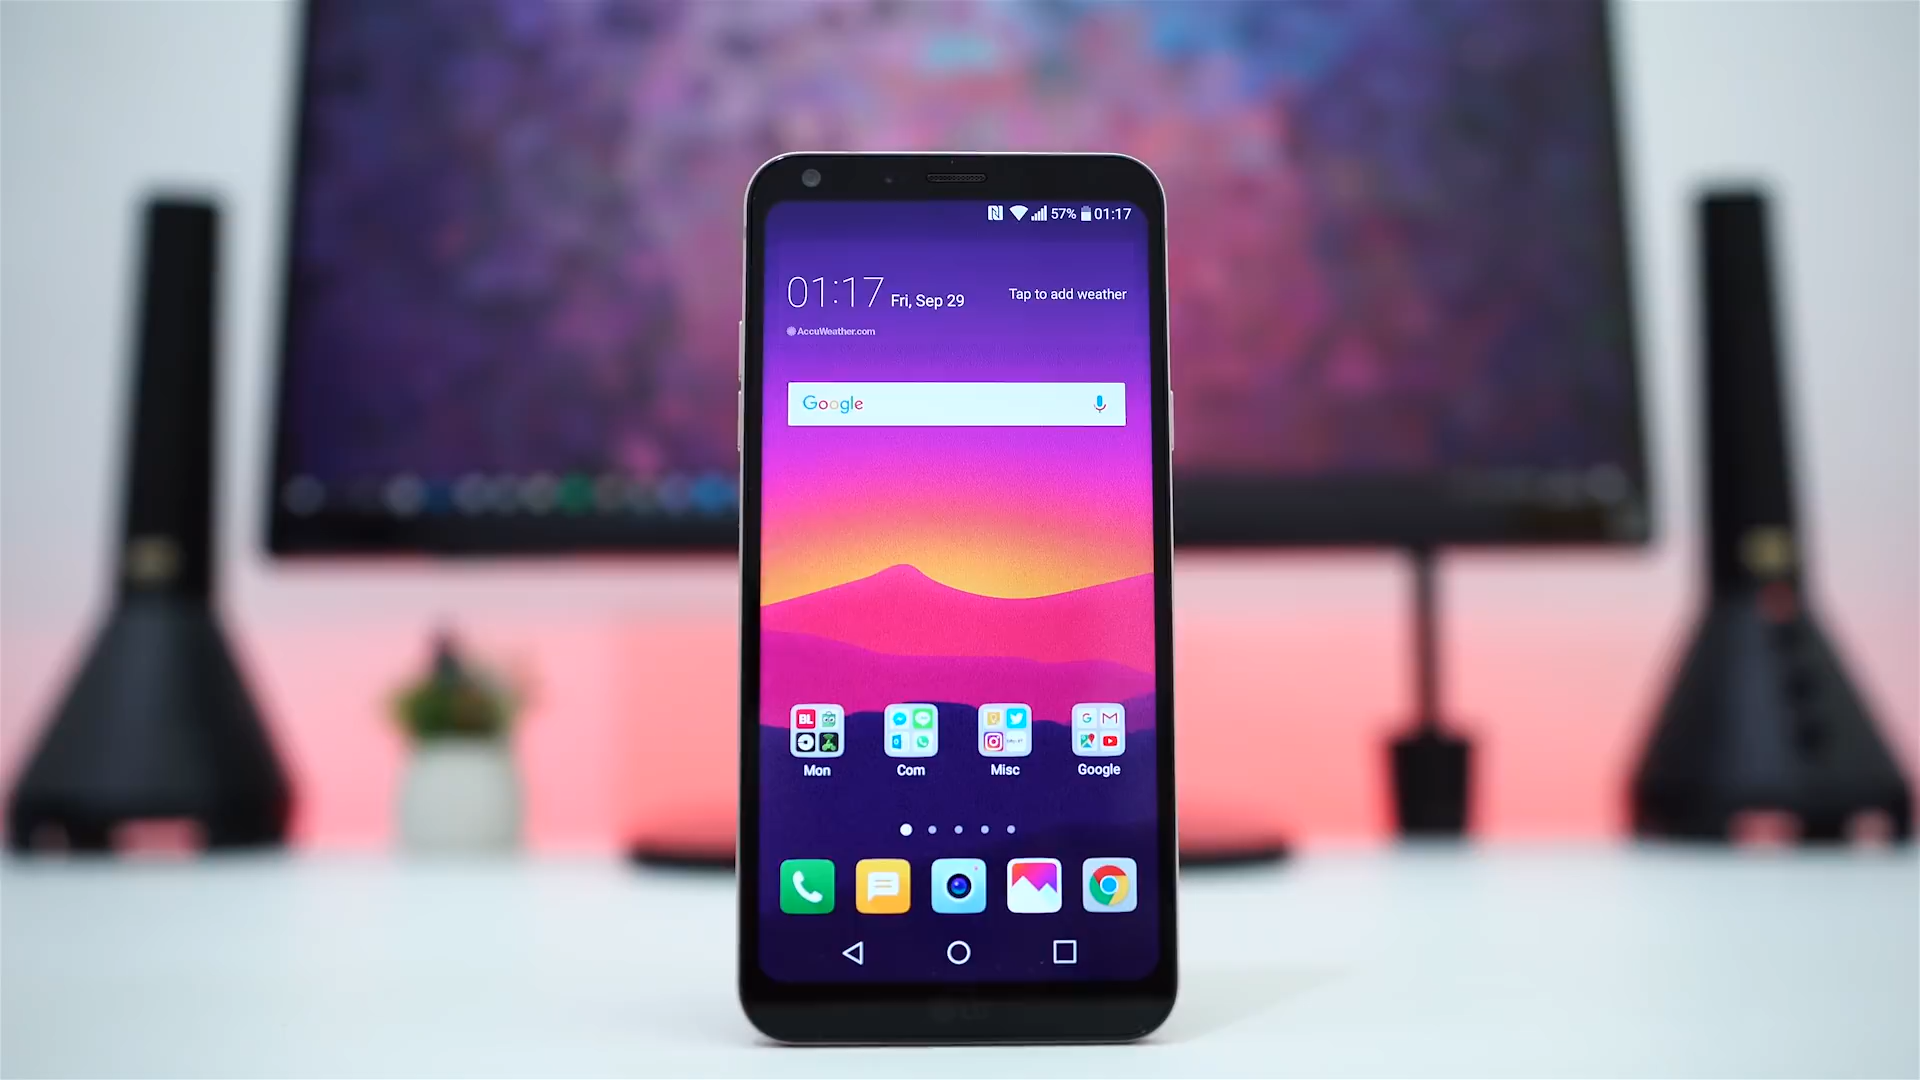 57% 01:17
01:17 Fri, Sep 29 Tap to add weather
AccuWeather.com
Google
BL
Mon Com Misc Google